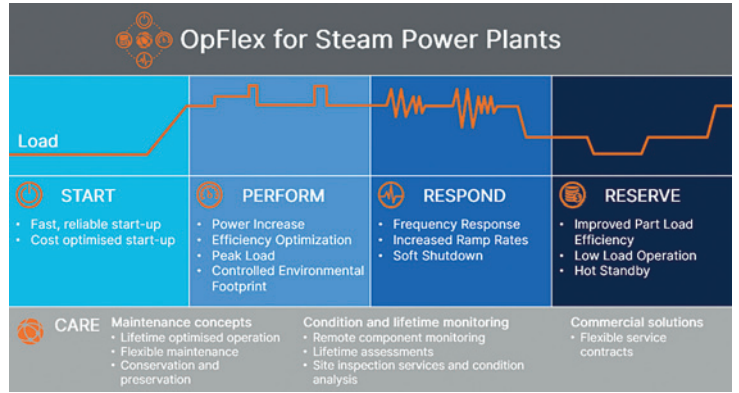 OpFlex for Steam Power Plants
Load
START
• Fast, reliable start-up
• Cost optimised start-up
PERFORM
• Power Increase
• Efficiency Optimization
• Peak Load
• Controlled Environmental
Footprint
RESPOND
• Frequency Response
• Increased Ramp Rates
• Soft Shutdown
RESERVE
• Improved Part Load
Efficiency
• Low Load Operation
• Hot Standby
CARE
Maintenance concepts
• Lifetime optimised operation
• Flexible maintenance
• Conservation and
preservation
Condition and lifetime monitoring
• Remote component monitoring
• Lifetime assessments
• Site inspection services and condition
analysis
Commercial solutions
• Flexible service
contracts